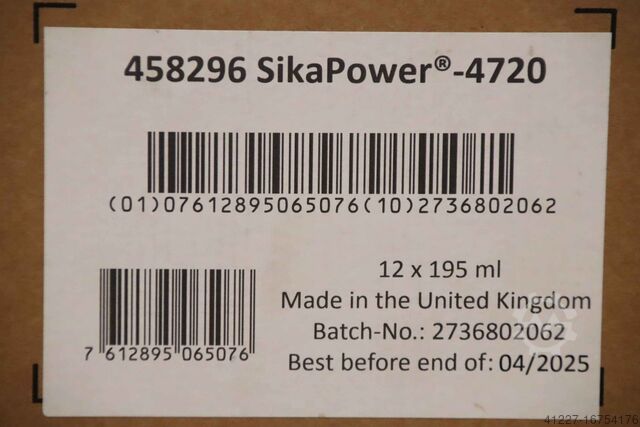 458296 SikaPower®-4720
(01)07612895065076(10)2736802062
12 x 195 ml
Made in the United Kingdom
Batch-No.: 2736802062
Best before end of: 04/2025
7 612895 065076
41227-16754176